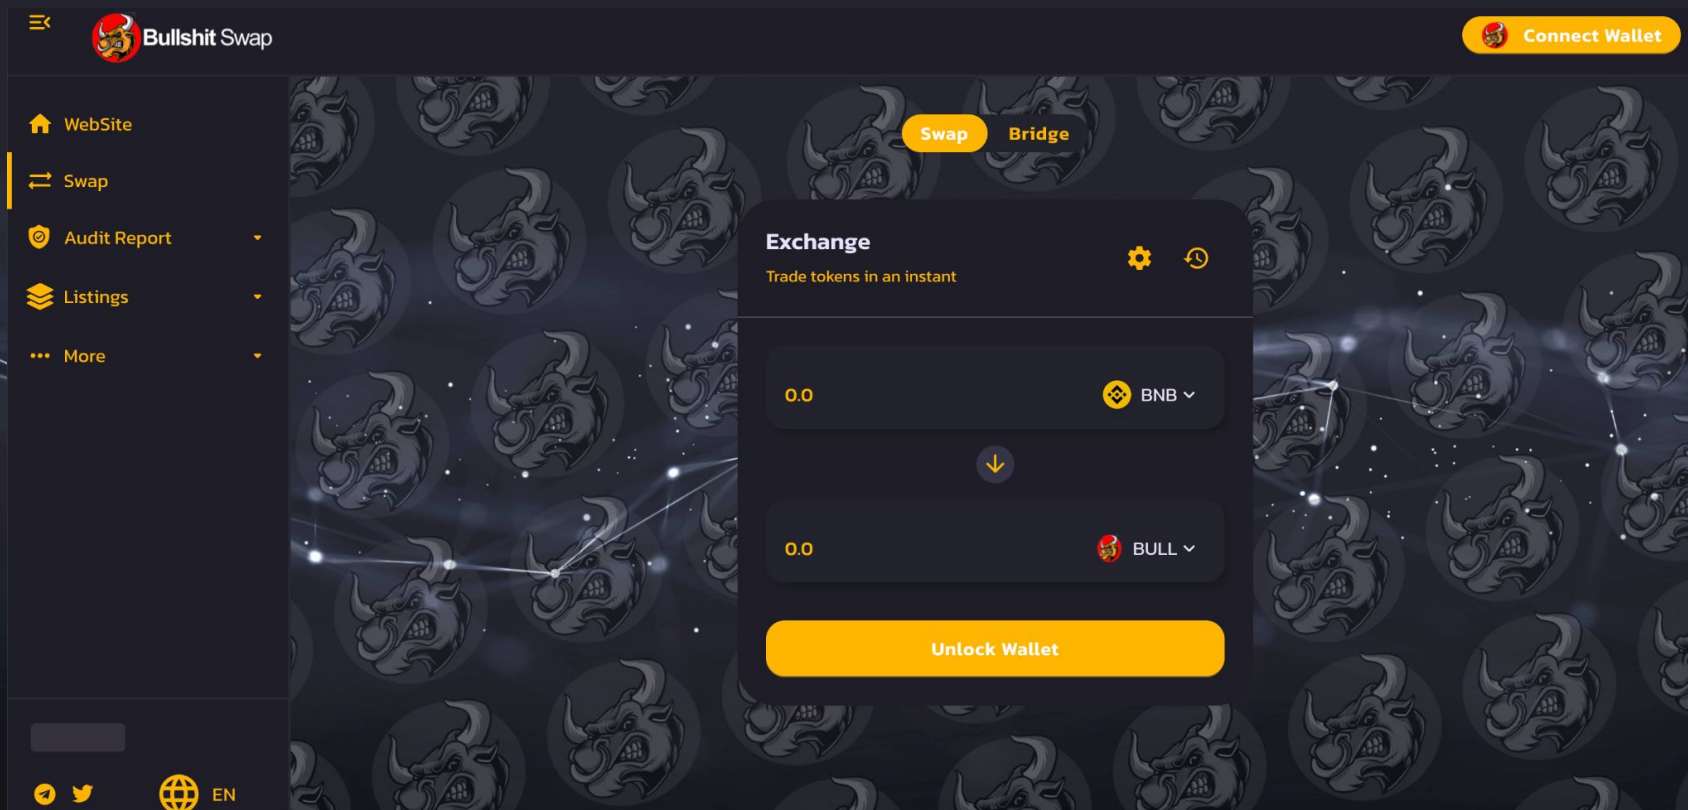 Bullshit Swap
Connect Wallet
WebSite
Swap
Audit Report
Listings
More
Swap Bridge
Exchange
Trade tokens in an instant
0.0 BNB
0.0 BULL
Unlock Wallet
EN